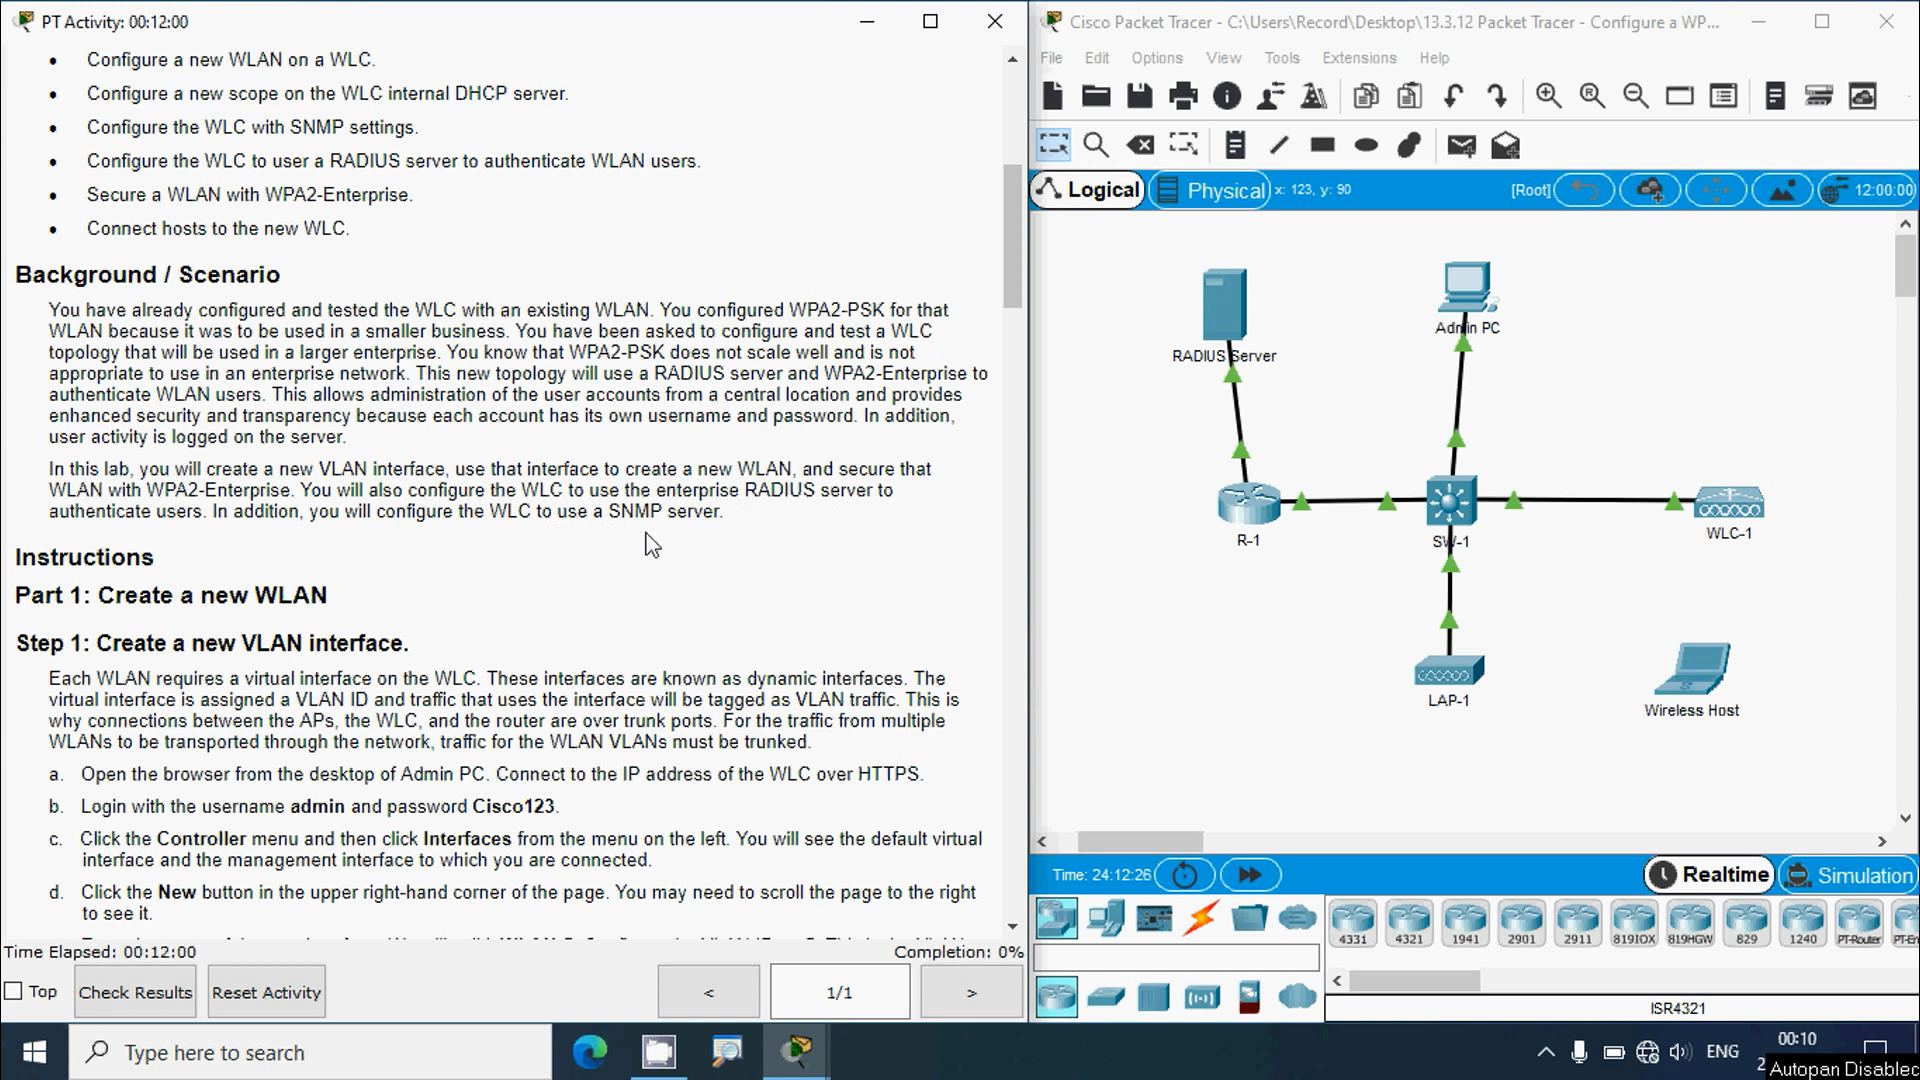 PT Activity: 00:12:00
• Configure a new WLAN on a WLC.
• Configure a new scope on the WLC internal DHCP server.
• Configure the WLC with SNMP settings.
• Configure the WLC to user a RADIUS server to authenticate WLAN users.
• Secure a WLAN with WPA2-Enterprise.
• Connect hosts to the new WLC.
Background / Scenario
You have already configured and tested the WLC with an existing WLAN. You configured WPA2-PSK for that
WLAN because it was to be used in a smaller business. You have been asked to configure and test a WLC
topology that will be used in a larger enterprise. You know that WPA2-PSK does not scale well and is not
appropriate to use in an enterprise network. This new topology will use a RADIUS server and WPA2-Enterprise to
authenticate WLAN users. This allows administration of the user accounts from a central location and provides
enhanced security and transparency because each account has its own username and password. In addition,
user activity is logged on the server.
In this lab, you will create a new VLAN interface, use that interface to create a new WLAN, and secure that
WLAN with WPA2-Enterprise. You will also configure the WLC to use the enterprise RADIUS server to
authenticate users. In addition, you will configure the WLC to use a SNMP server.
Instructions
Part 1: Create a new WLAN
Step 1: Create a new VLAN interface.
Each WLAN requires a virtual interface on the WLC. These interfaces are known as dynamic interfaces. The
virtual interface is assigned a VLAN ID and traffic that uses the interface will be tagged as VLAN traffic. This is
why connections between the APs, the WLC, and the router are over trunk ports. For the traffic from multiple
WLANs to be transported through the network, traffic for the WLAN VLANs must be trunked.
a. Open the browser from the desktop of Admin PC. Connect to the IP address of the WLC over HTTPS.
b. Login with the username admin and password Cisco123.
c. Click the Controller menu and then click Interfaces from the menu on the left. You will see the default virtual
interface and the management interface to which you are connected.
d. Click the New button in the upper right-hand corner of the page. You may need to scroll the page to the right
to see it.
Time Elapsed: 00:12:00
Completion: 0%
Top
Check Results
Reset Activity
<
1/1
>
Cisco Packet Tracer - C:\Users\Record\Desktop\13.3.12 Packet Tracer - Configure a WP...
File Edit Options View Tools Extensions Help
Logical
Physical
x: 123, y: 90
[Root]
12:00:00
RADIUS Server
Admin PC
R-1
SW-1
WLC-1
LAP-1
Wireless Host
Time: 24:12:26
Realtime
Simulation
4331 4321 1941 2901 2911 819IOX 819HGW 829 1240 PT-Router PT-En
ISR4321
Type here to search
ENG
00:10
Autopan Disabled